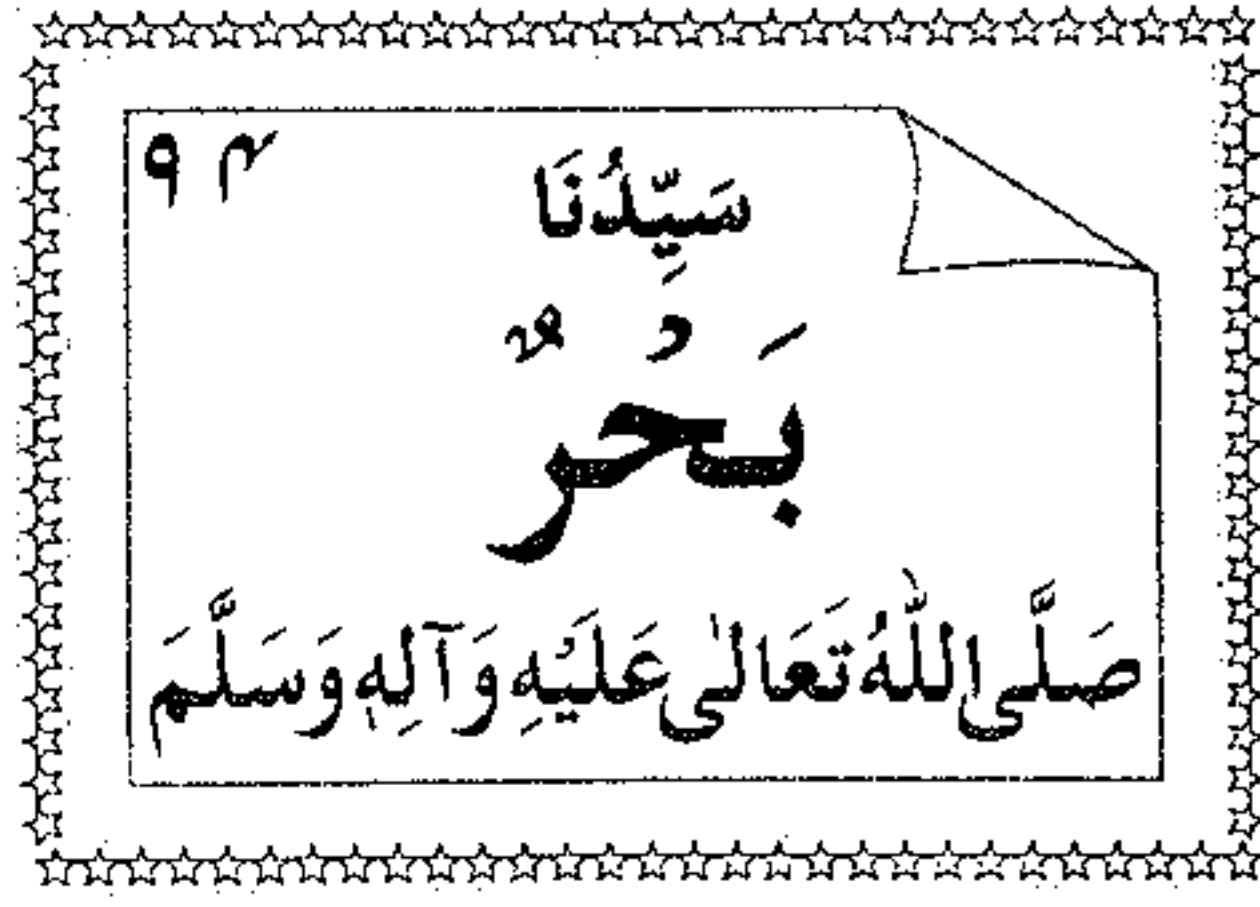 ۹۴
سَيِّدُنَا
بَحْرٌ
صَلَّى اللّٰهُ تَعَالٰى عَلَيْهِ وَآلِهٖ وَسَلَّمَ